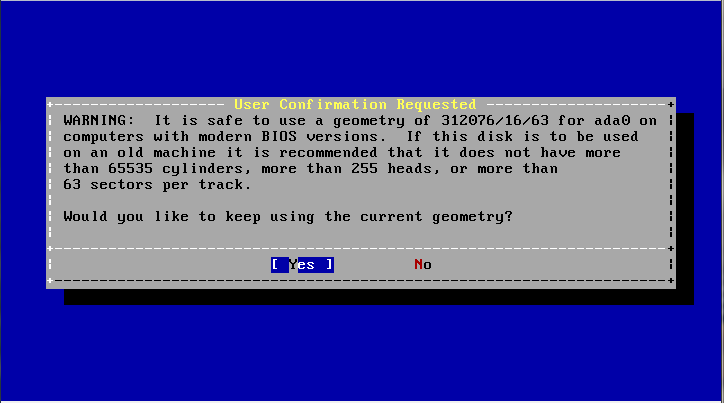 User Confirmation Requested
WARNING:  It is safe to use a geometry of 312076/16/63 for ada0 on
computers with modern BIOS versions.  If this disk is to be used
on an old machine it is recommended that it does not have more
than 65535 cylinders, more than 255 heads, or more than
63 sectors per track.
Would you like to keep using the current geometry?
[ Yes ] No